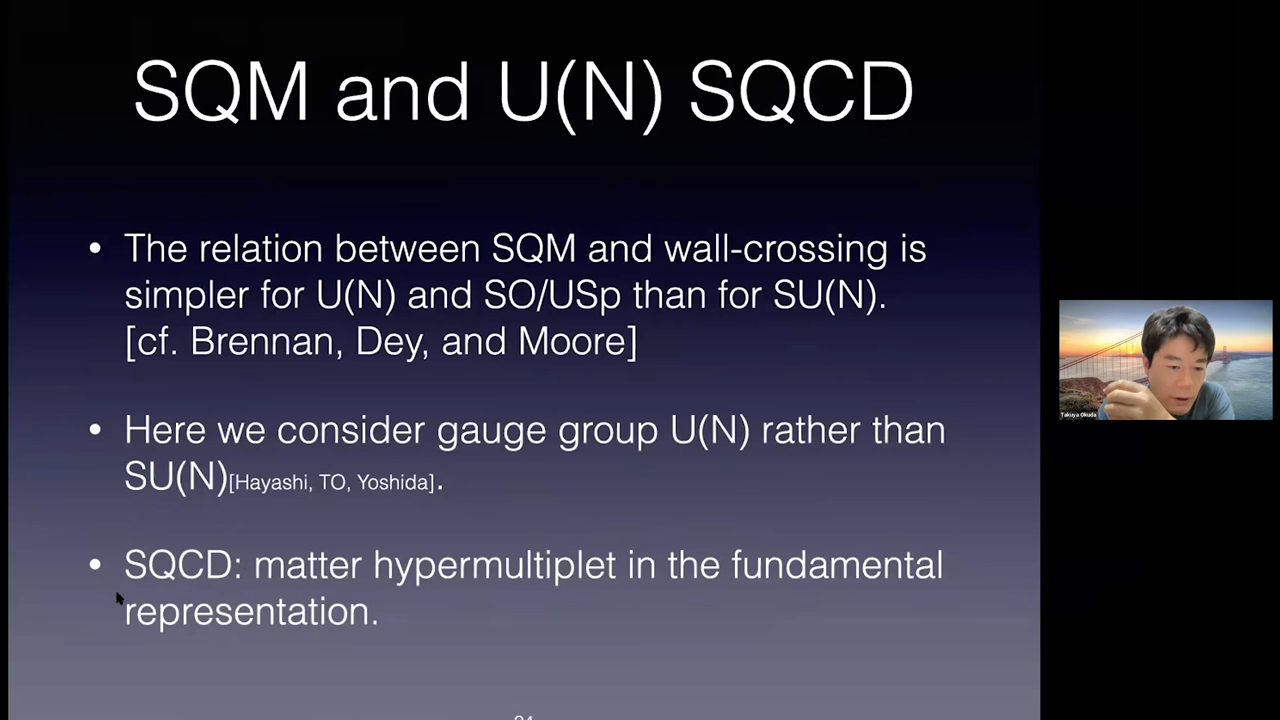 SQM and U(N) SQCD
• The relation between SQM and wall-crossing is
simpler for U(N) and SO/USp than for SU(N).
[cf. Brennan, Dey, and Moore]
• Here we consider gauge group U(N) rather than
SU(N)[Hayashi, TO, Yoshida].
• SQCD: matter hypermultiplet in the fundamental
representation.
Takuya Okuda